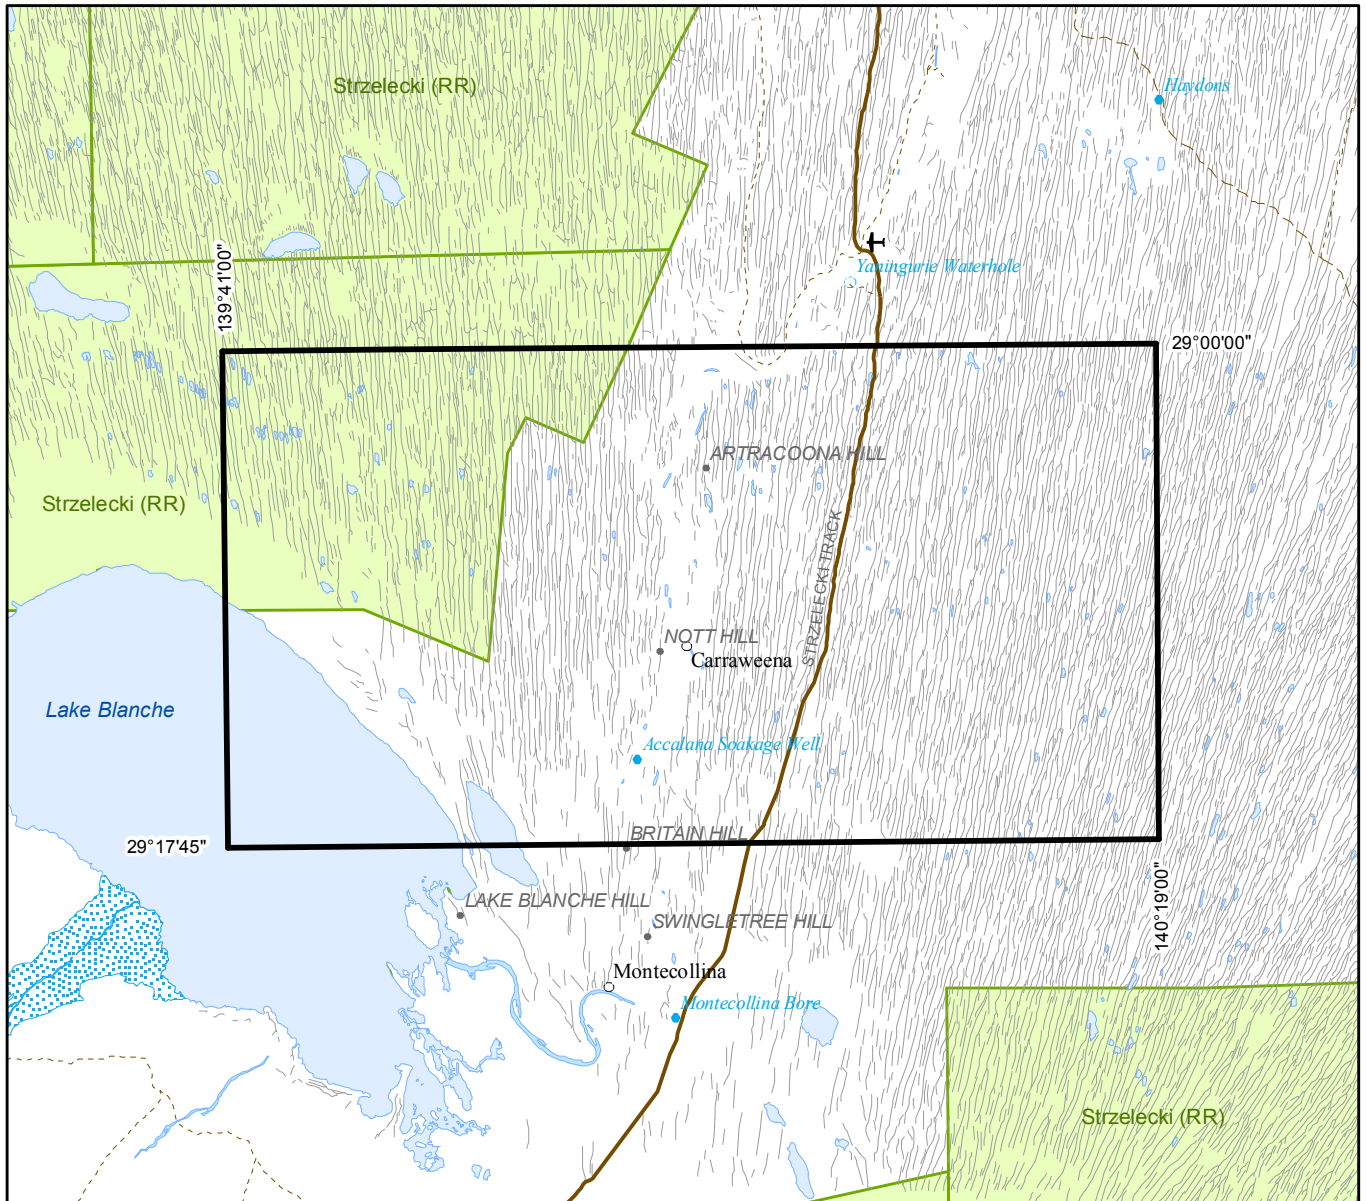 Strzelecki (RR)
Haydons
139°41'00"
Yaningurie Waterhole
29°00'00"
ARTRACOONA HILL
Strzelecki (RR)
STRZELECKI TRACK
NOTT HILL
Carraweena
Lake Blanche
Accalana Soakage Well
BRITAIN HILL
29°17'45"
LAKE BLANCHE HILL
SWINGLETREE HILL
140°19'00"
Montecollina
Montecollina Bore
Strzelecki (RR)